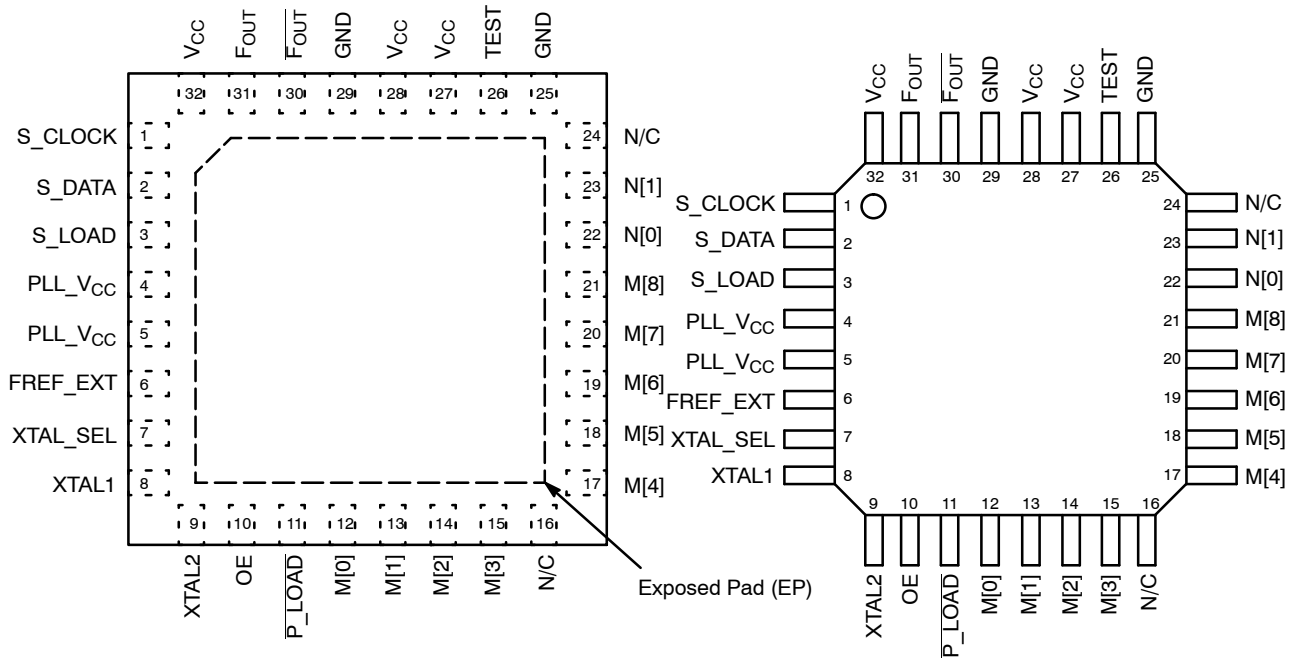 VCC FOUT FOUT GND VCC VCC TEST GND
32 31 30 29 28 27 26 25
S_CLOCK 1 24 N/C
S_DATA 2 23 N[1]
S_LOAD 3 22 N[0]
PLL_VCC 4 21 M[8]
PLL_VCC 5 20 M[7]
FREF_EXT 6 19 M[6]
XTAL_SEL 7 18 M[5]
XTAL1 8 17 M[4]
9 10 11 12 13 14 15 16
XTAL2 OE P_LOAD M[0] M[1] M[2] M[3] N/C
Exposed Pad (EP)
VCC FOUT FOUT GND VCC VCC TEST GND
32 31 30 29 28 27 26 25
S_CLOCK 1 24 N/C
S_DATA 2 23 N[1]
S_LOAD 3 22 N[0]
PLL_VCC 4 21 M[8]
PLL_VCC 5 20 M[7]
FREF_EXT 6 19 M[6]
XTAL_SEL 7 18 M[5]
XTAL1 8 17 M[4]
9 10 11 12 13 14 15 16
XTAL2 OE P_LOAD M[0] M[1] M[2] M[3] N/C